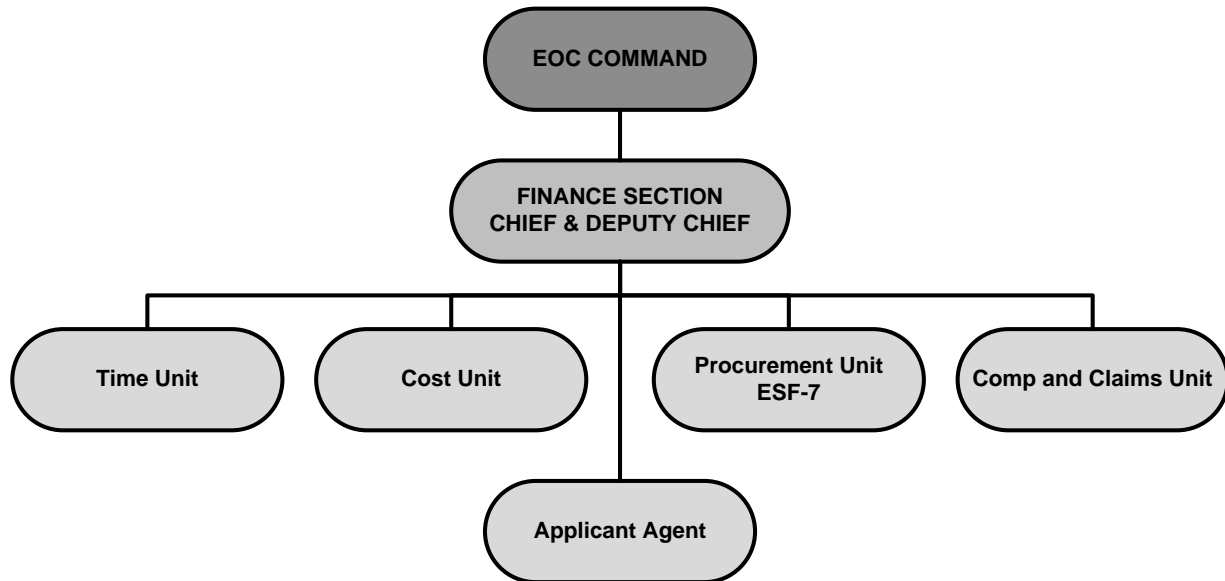 EOC COMMAND
FINANCE SECTION
CHIEF & DEPUTY CHIEF
Time Unit
Cost Unit
Procurement Unit
ESF-7
Comp and Claims Unit
Applicant Agent